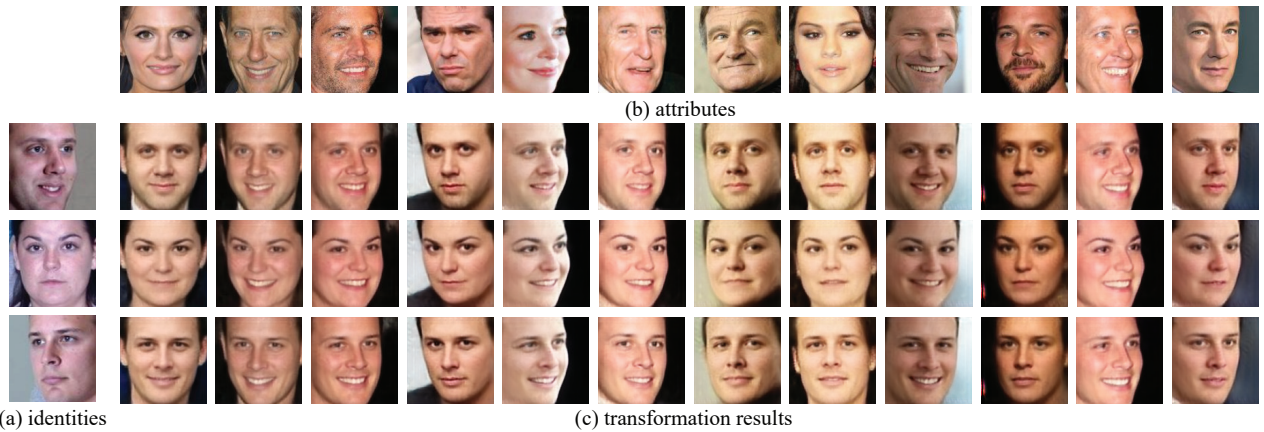 (b) attributes
(a) identities
(c) transformation results